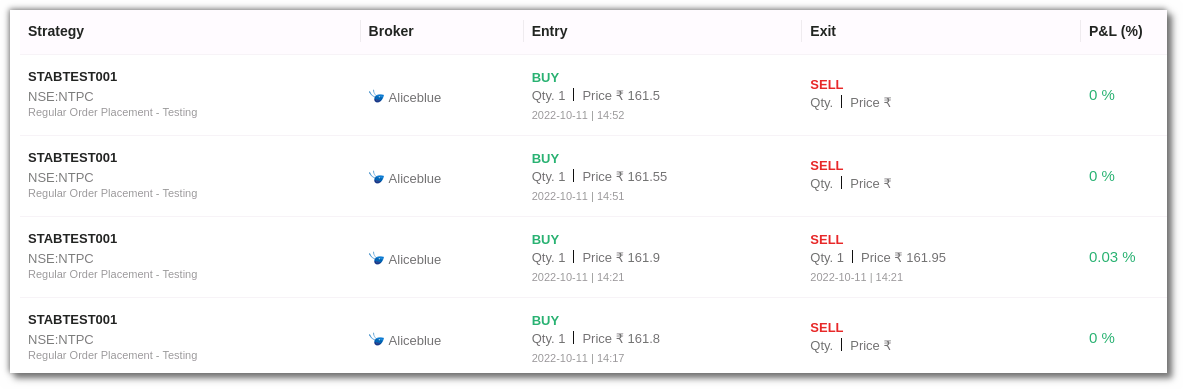 Strategy Broker Entry Exit P&L (%)
STABTEST001
NSE:NTPC
Regular Order Placement - Testing
Aliceblue
BUY
Qty. 1 | Price ₹ 161.5
2022-10-11 | 14:52
SELL
Qty. | Price ₹
0 %
STABTEST001
NSE:NTPC
Regular Order Placement - Testing
Aliceblue
BUY
Qty. 1 | Price ₹ 161.55
2022-10-11 | 14:51
SELL
Qty. | Price ₹
0 %
STABTEST001
NSE:NTPC
Regular Order Placement - Testing
Aliceblue
BUY
Qty. 1 | Price ₹ 161.9
2022-10-11 | 14:21
SELL
Qty. 1 | Price ₹ 161.95
2022-10-11 | 14:21
0.03 %
STABTEST001
NSE:NTPC
Regular Order Placement - Testing
Aliceblue
BUY
Qty. 1 | Price ₹ 161.8
2022-10-11 | 14:17
SELL
Qty. | Price ₹
0 %